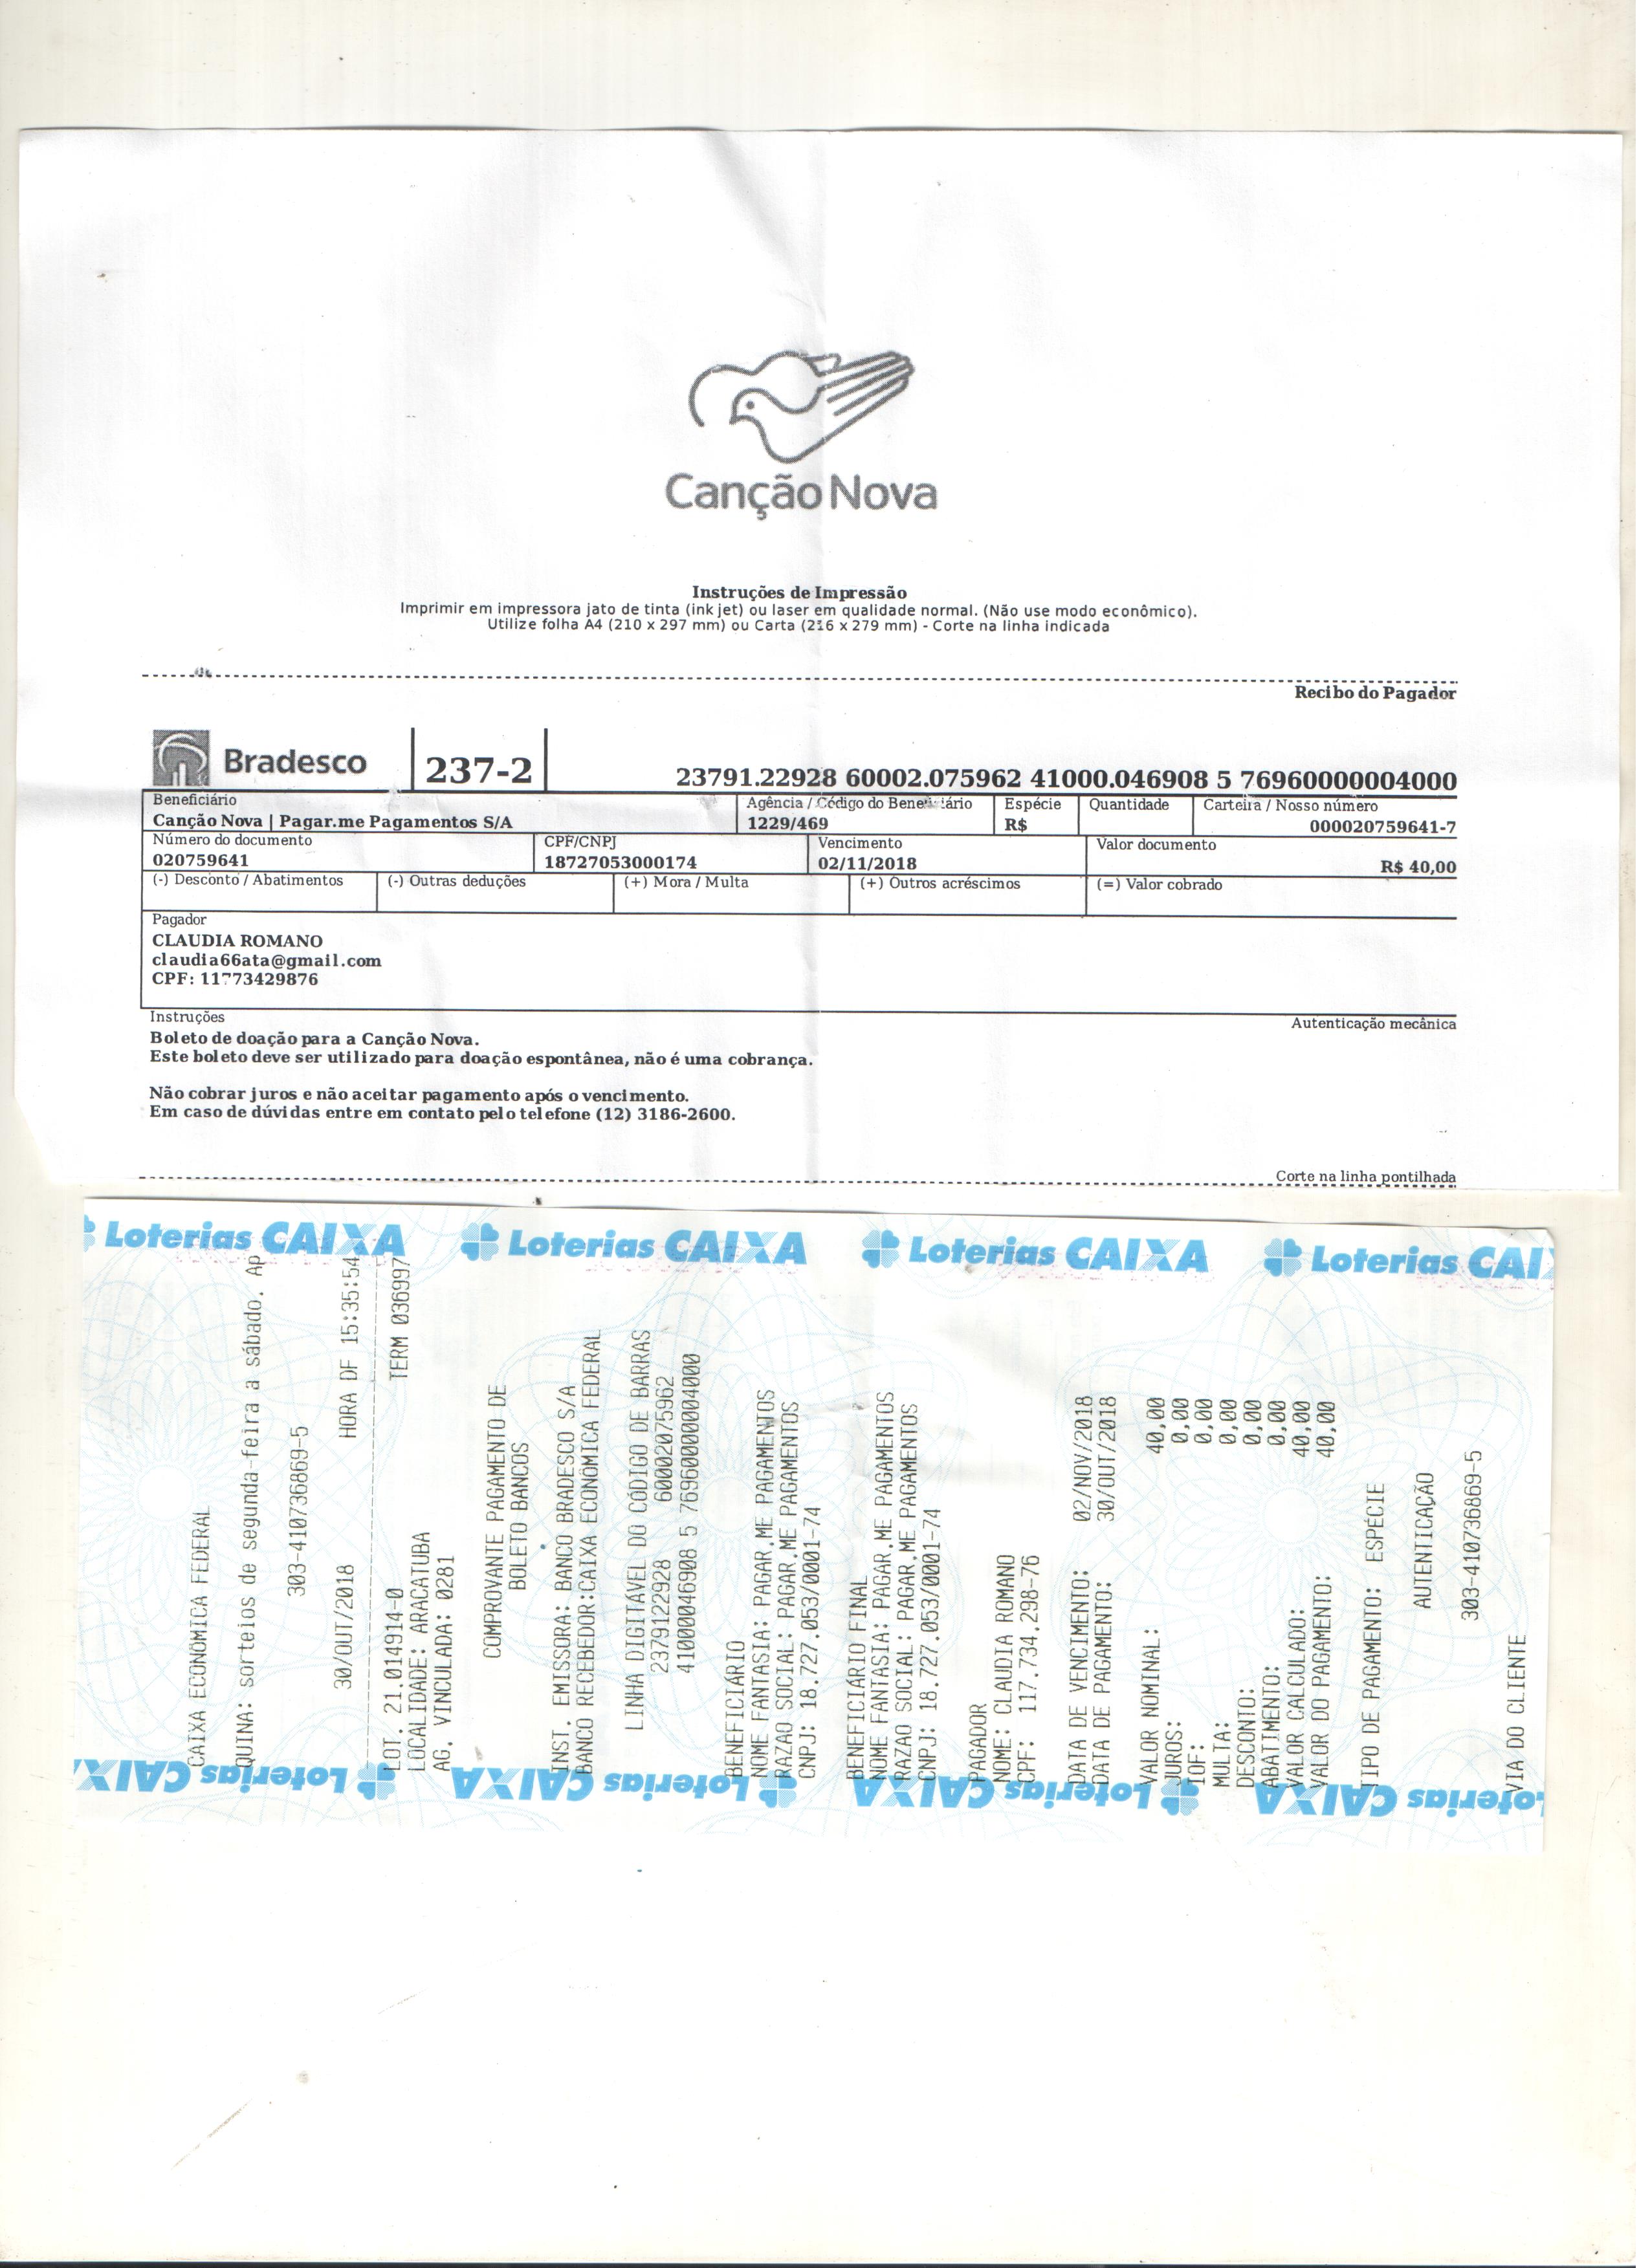 Canção Nova
Instruções de Impressão
Imprimir em impressora jato de tinta (ink jet) ou laser em qualidade normal. (Não use modo econômico).
Utilize folha A4 (210 x 297 mm) ou Carta (216 x 279 mm) - Corte na linha indicada
Recibo do Pagador
Bradesco 237-2 23791.22928 60002.075962 41000.046908 5 76960000004000
Beneficiário Agência / Código do Beneficiário Espécie Quantidade Carteira / Nosso número
Canção Nova | Pagar.me Pagamentos S/A 1229/469 R$ 000020759641-7
Número do documento CPF/CNPJ Vencimento Valor documento
020759641 18727053000174 02/11/2018 R$ 40,00
(-) Desconto / Abatimentos (-) Outras deduções (+) Mora / Multa (+) Outros acréscimos (=) Valor cobrado
Pagador
CLAUDIA ROMANO
claudia66ata@gmail.com
CPF: 11773429876
Instruções Autenticação mecânica
Boleto de doação para a Canção Nova.
Este boleto deve ser utilizado para doação espontânea, não é uma cobrança.
Não cobrar juros e não aceitar pagamento após o vencimento.
Em caso de dúvidas entre em contato pelo telefone (12) 3186-2600.
Corte na linha pontilhada
Loterias CAIXA Loterias CAIXA Loterias CAIXA Loterias CAIX
CAIXA ECONÔMICA FEDERAL
QUINA: sorteios de segunda-feira a sábado. Ap
303-410736869-5
30/OUT/2018 HORA DF 15:35:54
LOT. 21.014914-0 TERM 036997
LOCALIDADE: ARACATUBA
AG. VINCULADA: 0281
COMPROVANTE PAGAMENTO DE
BOLETO BANCOS
INST. EMISSORA: BANCO BRADESCO S/A
BANCO RECEBEDOR:CAIXA ECONÔMICA FEDERAL
LINHA DIGITÁVEL DO CÓDIGO DE BARRAS
2379122928 60002075962
41000046908 5 76960000004000
BENEFICIÁRIO
NOME FANTASIA: PAGAR.ME PAGAMENTOS
RAZAO SOCIAL: PAGAR.ME PAGAMENTOS
CNPJ: 18.727.053/0001-74
BENEFICIÁRIO FINAL
NOME FANTASIA: PAGAR.ME PAGAMENTOS
RAZAO SOCIAL: PAGAR.ME PAGAMENTOS
CNPJ: 18.727.053/0001-74
PAGADOR
NOME: CLAUDIA ROMANO
CPF: 117.734.298-76
DATA DE VENCIMENTO: 02/NOV/2018
DATA DE PAGAMENTO: 30/OUT/2018
VALOR NOMINAL: 40,00
JUROS: 0,00
IOF: 0,00
MULTA: 0,00
DESCONTO: 0,00
ABATIMENTO: 0,00
VALOR CALCULADO: 40,00
VALOR DO PAGAMENTO: 40,00
TIPO DE PAGAMENTO: ESPECIE
AUTENTICAÇÃO
303-410736869-5
VIA DO CLIENTE
Loterias CAIXA Loterias CAIXA Loterias CAIXA Loterias CAIX